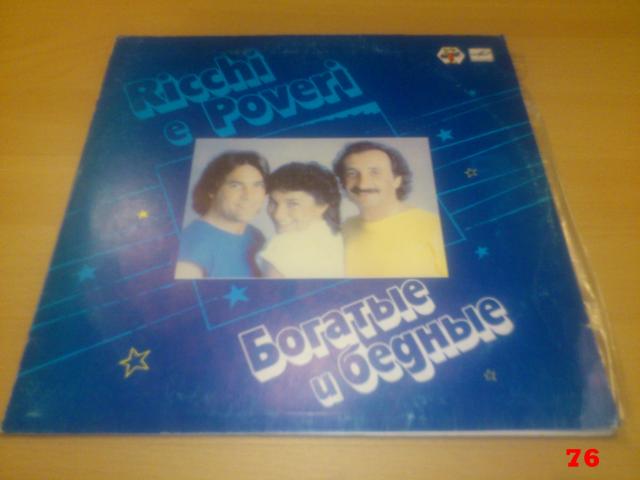 Ricchi
e Poveri
Богатые
и бедные
76